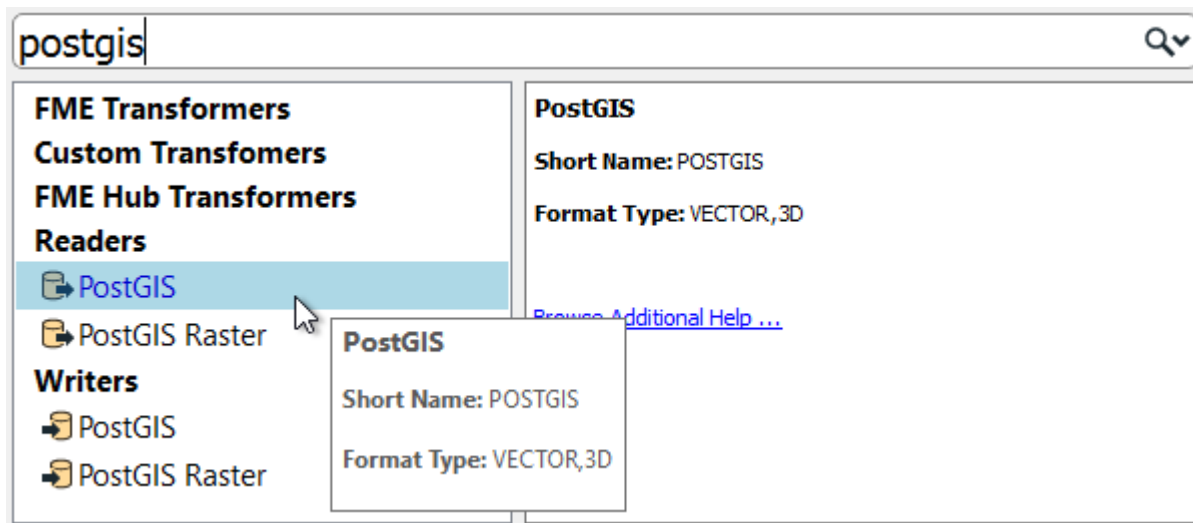 postgis
FME Transformers
Custom Transfomers
FME Hub Transformers
Readers
PostGIS
PostGIS Raster
Writers
PostGIS
PostGIS Raster
PostGIS
Short Name: POSTGIS
Format Type: VECTOR,3D
Browse Additional Help ...
PostGIS
Short Name: POSTGIS
Format Type: VECTOR,3D